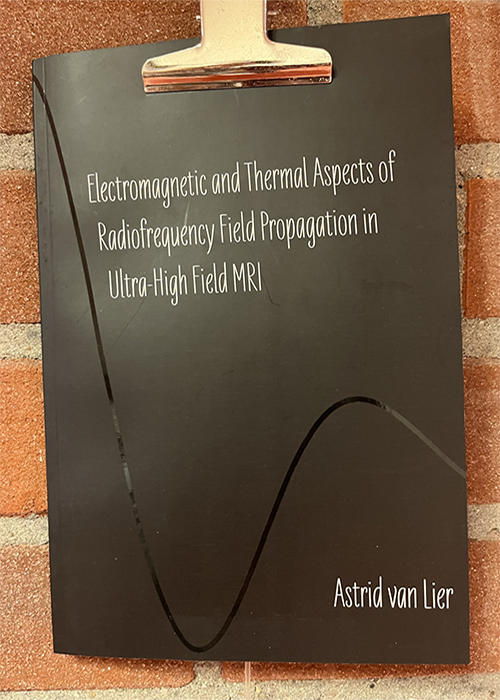 Electromagnetic and Thermal Aspects of
Radiofrequency Field Propagation in
Ultra-High Field MRI
Astrid van Lier